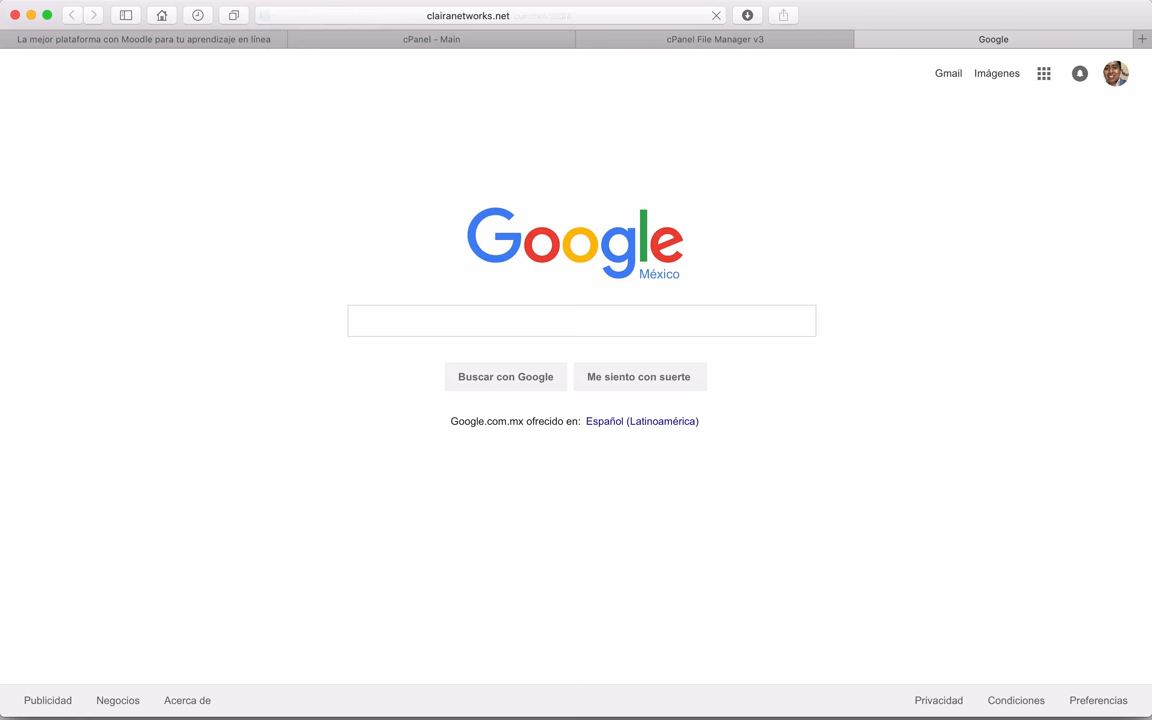 clairanetworks.net
La mejor plataforma con Moodle para tu aprendizaje en línea
cPanel - Main
cPanel File Manager v3
Google
Gmail
Imágenes
Google
México
Buscar con Google
Me siento con suerte
Google.com.mx ofrecido en: Español (Latinoamérica)
Publicidad
Negocios
Acerca de
Privacidad
Condiciones
Preferencias